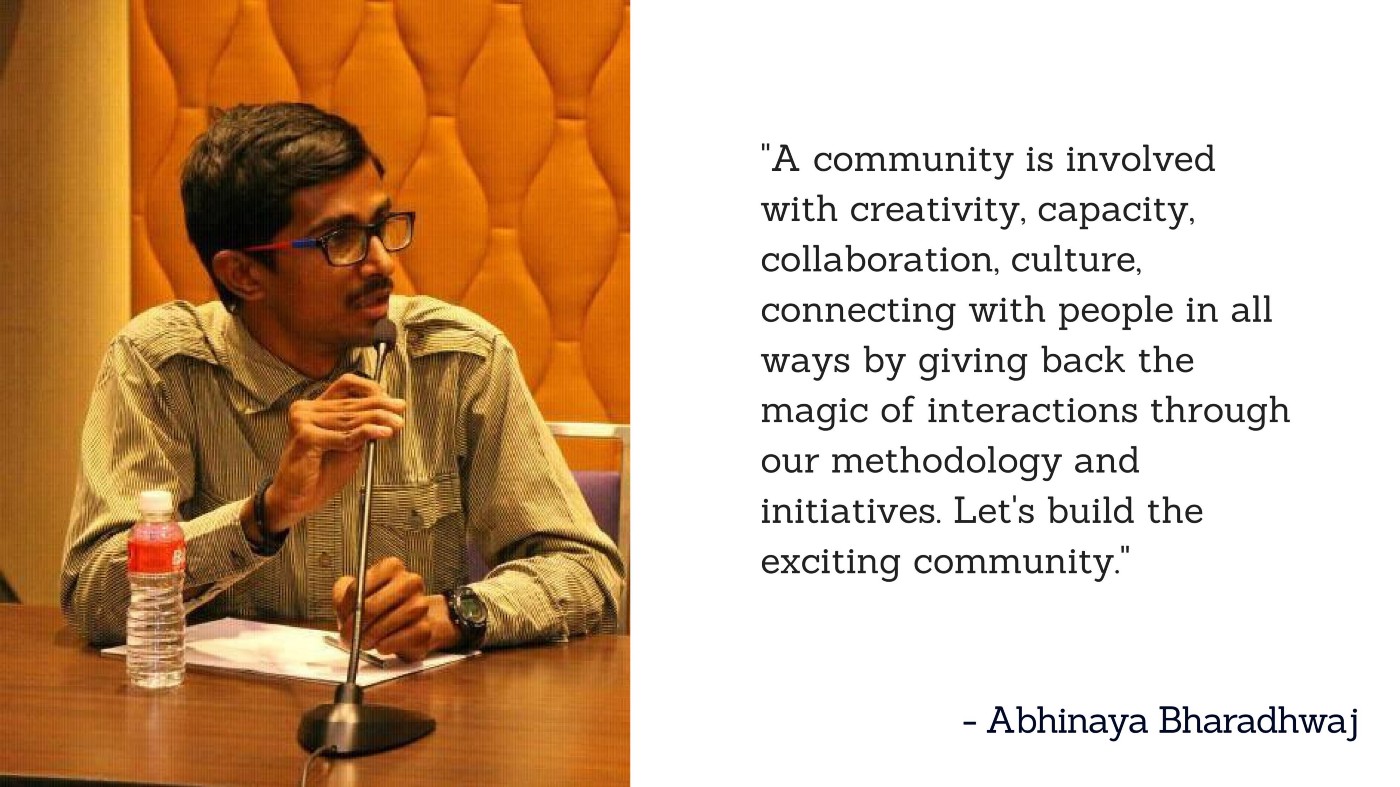 "A community is involved
with creativity, capacity,
collaboration, culture,
connecting with people in all
ways by giving back the
magic of interactions through
our methodology and
initiatives. Let's build the
exciting community."
- Abhinaya Bharadhwaj